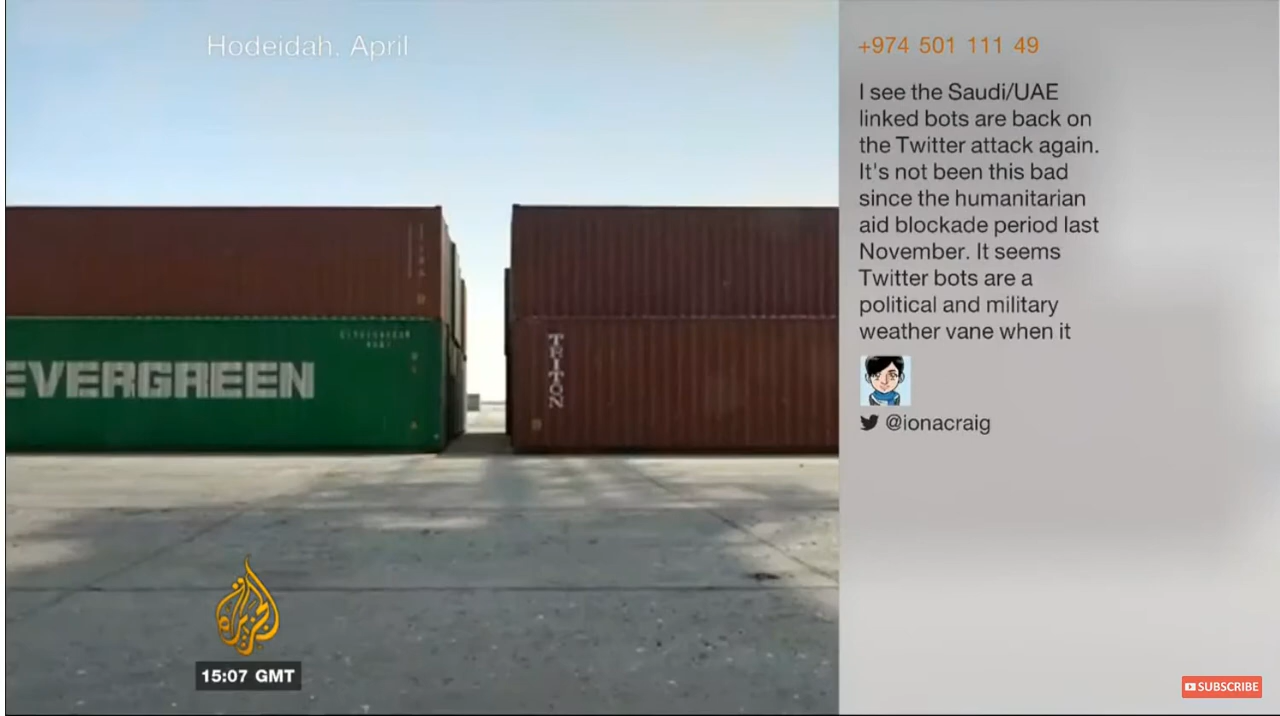 Hodeidah. April
+974 501 111 49
I see the Saudi/UAE
linked bots are back on
the Twitter attack again.
It's not been this bad
since the humanitarian
aid blockade period last
November. It seems
Twitter bots are a
political and military
weather vane when it
@ionacraig
EVERGREEN
TRITON
الجزيرة
15:07 GMT
SUBSCRIBE